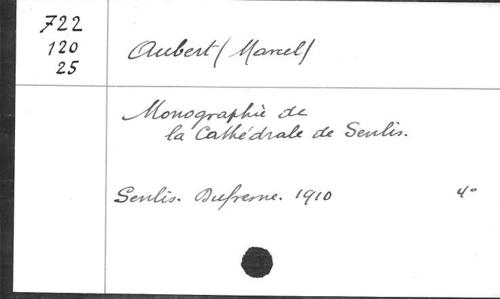 722
120
25
Aubert (Marcel)
Monographie de
la Cathédrale de Senlis.
Senlis. Dufresne. 1910 4°